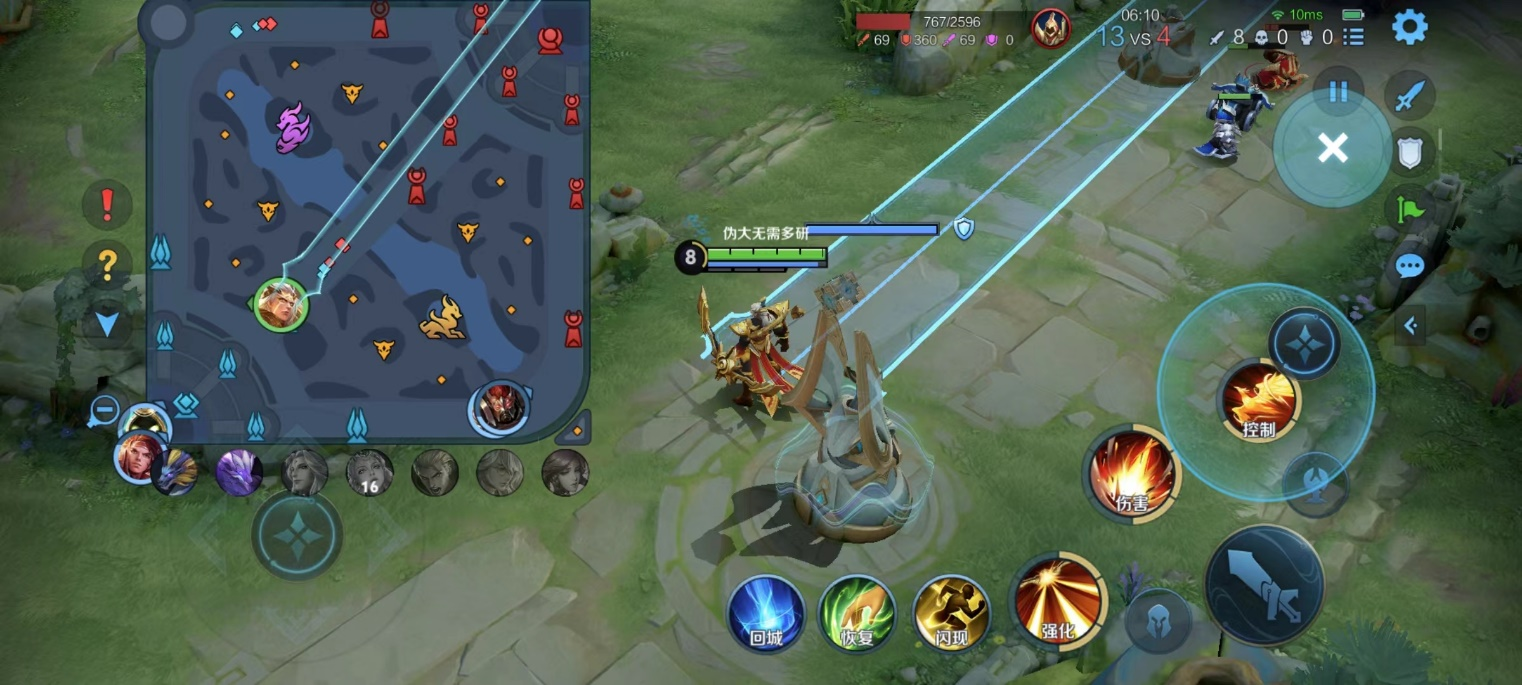 767/2596
69 360 69 0
06:10
13 VS 4
10ms
8 0 0
伪大无需多研
8
16
控制
伤害
强化
回城
恢复
闪现